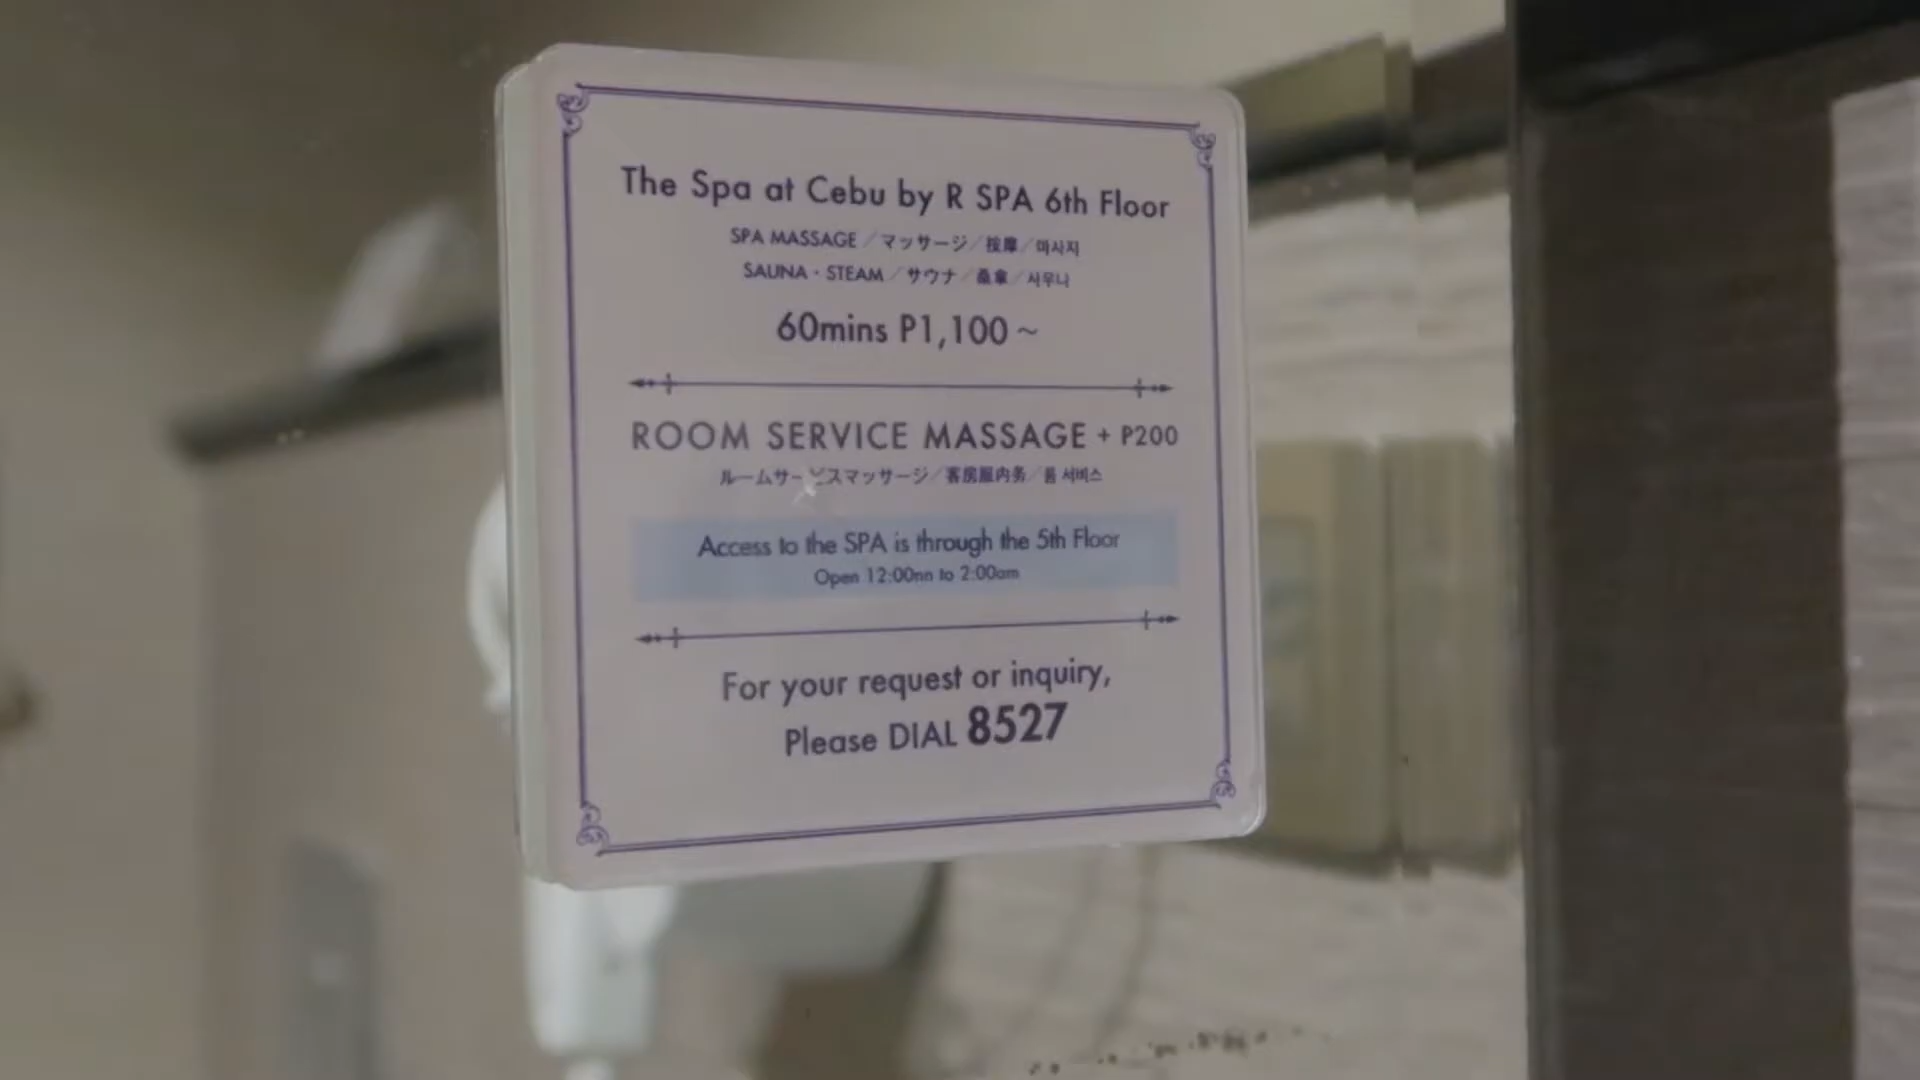 The Spa at Cebu by R SPA 6th Floor
SPA MASSAGE／マッサージ／按摩／마사지
SAUNA・STEAM／サウナ／桑拿／사우나
60mins P1,100～
ROOM SERVICE MASSAGE + P200
ルームサービスマッサージ／客房服内务／룸 서비스
Access to the SPA is through the 5th Floor
Open 12:00nn to 2:00am
For your request or inquiry,
Please DIAL 8527